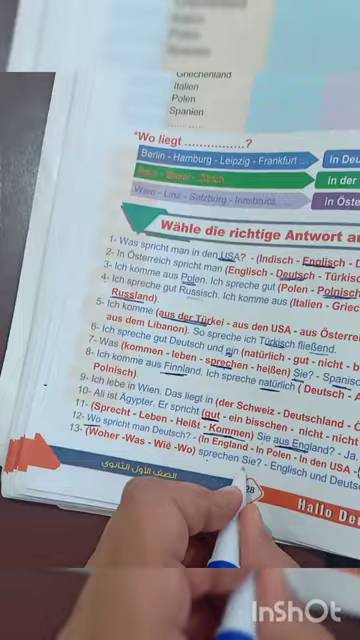 Griechenland
Italien
Polen
Spanien
*Wo liegt ................?
Berlin - Hamburg - Leipzig - Frankfurt ...
in Deu
in der
Wien - Linz - Salzburg - Innsbruck
in Öste
Wähle die richtige Antwort au
1- Was spricht man in den USA? - (Indisch - Englisch - D
2- In Österreich spricht man (Englisch - Deutsch - Türkisc
3- Ich komme aus Polen. Ich spreche gut (Polen - Polnisch
4- Ich spreche gut Russisch. Ich komme aus (Italien - Griec
Russland).
5- Ich komme (aus der Türkei - aus den USA - aus Österre
aus dem Libanon). So spreche ich Türkisch fließend.
6- Ich spreche gut Deutsch und ein (natürlich - gut - nicht - b
7- Was (kommen - leben - sprechen - heißen) Sie? - Spanisc
8- Ich komme aus Finnland. Ich spreche natürlich ( Deutsch - A
Polnisch).
9- Ich lebe in Wien. Das liegt in (der Schweiz - Deutschland - Ö
10- Ali ist Ägypter. Er spricht (gut - ein bisschen - nicht - nicht
11- (Sprecht - Leben - Heißt - Kommen) Sie aus England? - Ja.
12- Wo spricht man Deutsch? - (In England - In Polen - In den USA -
13- (Woher -Was - Wie -Wo) sprechen Sie? - Englisch und Deuts
الصف الأول الثانوي
28
Hallo Deu
InShOt